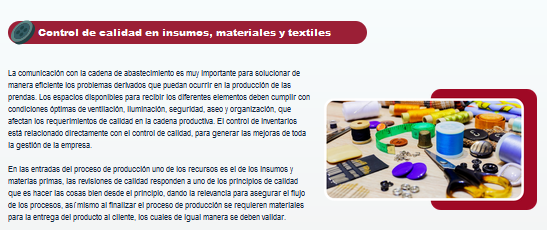 Control de calidad en insumos, materiales y textiles
La comunicación con la cadena de abastecimiento es muy importante para solucionar de
manera eficiente los problemas derivados que puedan ocurrir en la producción de las
prendas. Los espacios disponibles para recibir los diferentes elementos deben cumplir con
condiciones óptimas de ventilación, iluminación, seguridad, aseo y organización, que
afectan los requerimientos de calidad en la cadena productiva. El control de inventarios
está relacionado directamente con el control de calidad, para generar las mejoras de toda
la gestión de la empresa.
En las entradas del proceso de producción uno de los recursos es el de los insumos y
materias primas, las revisiones de calidad responden a uno de los principios de calidad
que es hacer las cosas bien desde el principio, dando la relevancia para asegurar el flujo
de los procesos, así mismo al finalizar el proceso de producción se requieren materiales
para la entrega del producto al cliente, los cuales de igual manera se deben validar.